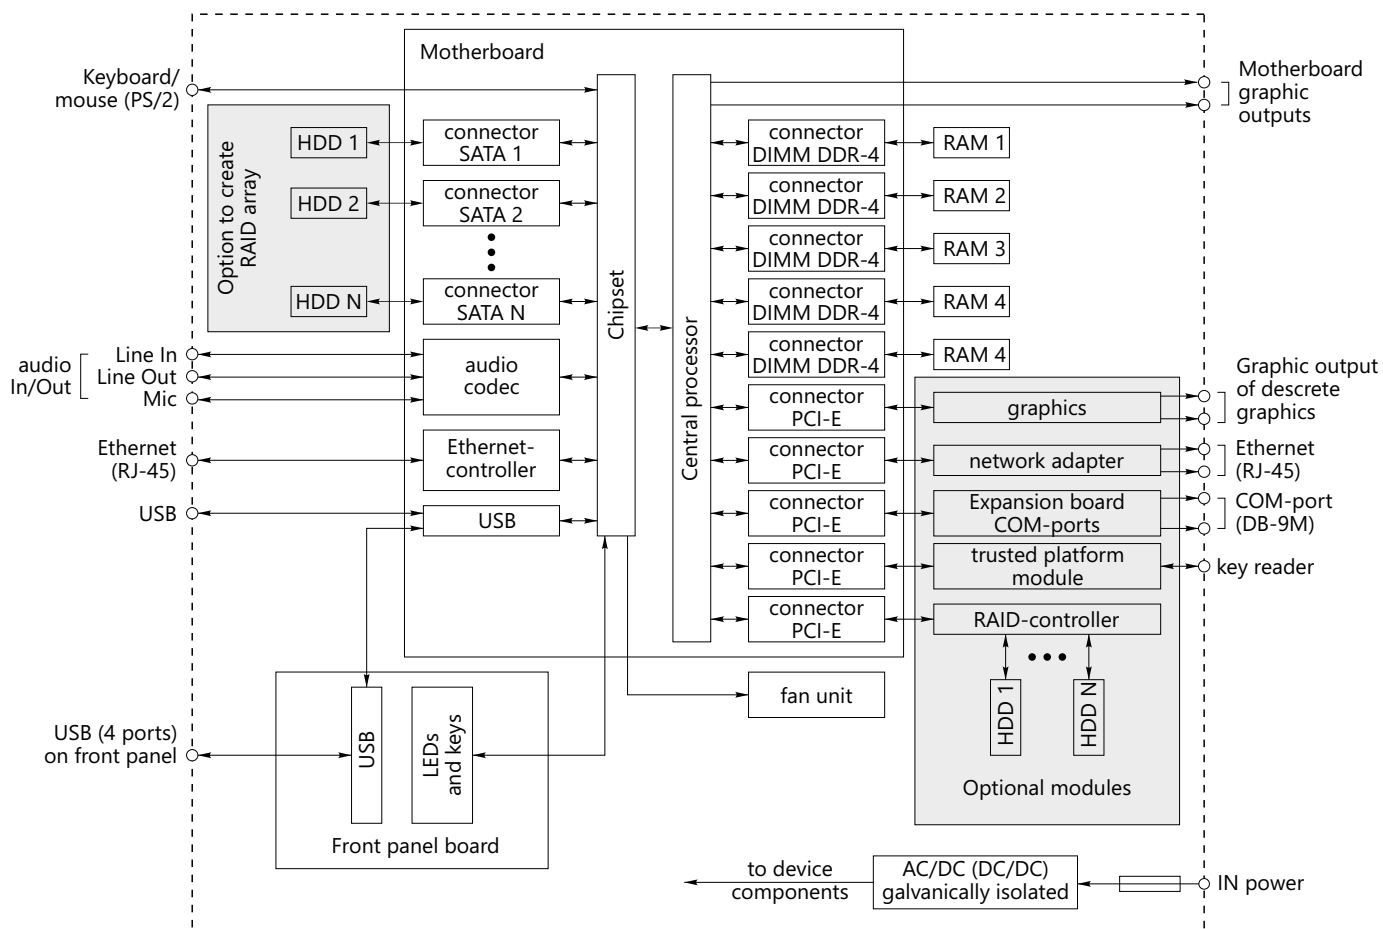 Motherboard
Keyboard/
mouse (PS/2)
Motherboard
graphic
outputs
Option to create
RAID array
HDD 1
HDD 2
HDD N
connector
SATA 1
connector
SATA 2
connector
SATA N
audio
In/Out
Line In
Line Out
Mic
audio
codec
Ethernet
(RJ-45)
Ethernet-
controller
USB
USB
Chipset
Central processor
connector
DIMM DDR-4
RAM 1
connector
DIMM DDR-4
RAM 2
connector
DIMM DDR-4
RAM 3
connector
DIMM DDR-4
RAM 4
connector
DIMM DDR-4
RAM 4
connector
PCI-E
graphics
Graphic output
of descrete
graphics
connector
PCI-E
network adapter
Ethernet
(RJ-45)
connector
PCI-E
Expansion board
COM-ports
COM-port
(DB-9M)
connector
PCI-E
trusted platform
module
key reader
connector
PCI-E
RAID-controller
HDD 1
HDD N
Optional modules
fan unit
USB (4 ports)
on front panel
USB
LEDs
and keys
Front panel board
to device
components
AC/DC (DC/DC)
galvanically isolated
IN power